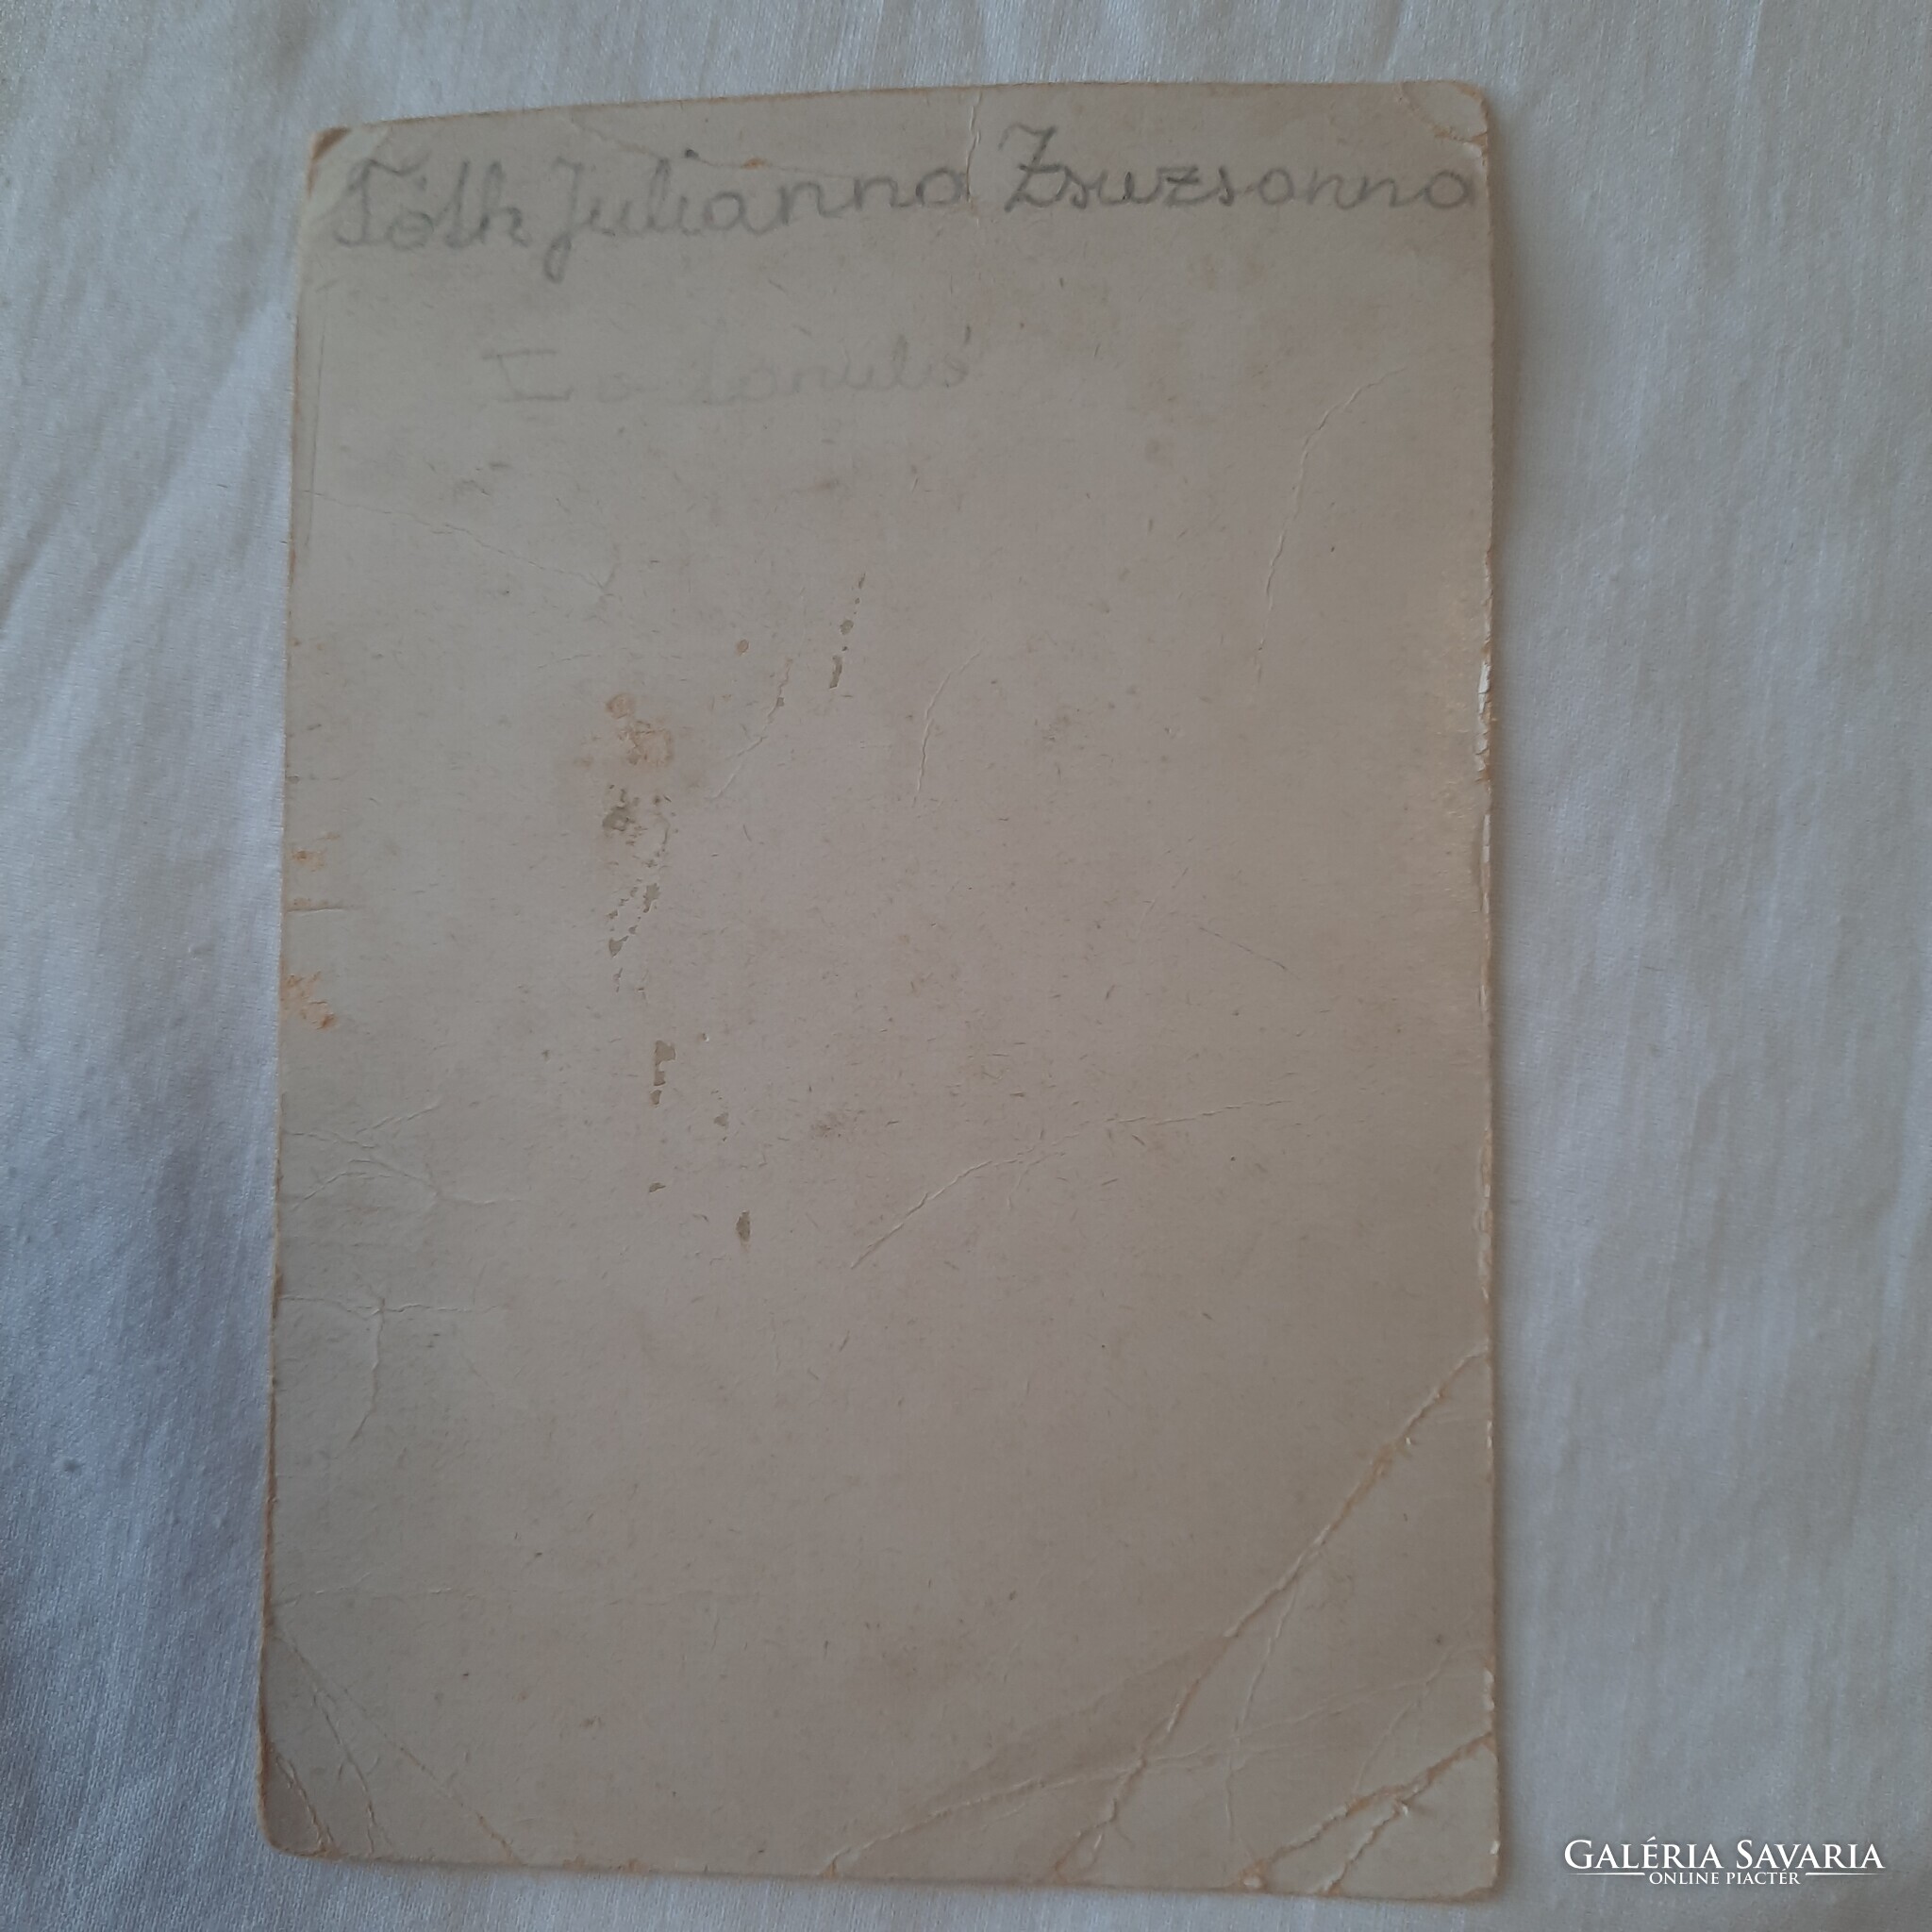 Tóth Julianna Zsuzsanna
I. o. tanuló
GALÉRIA SAVARIA
ONLINE PIACTÉR